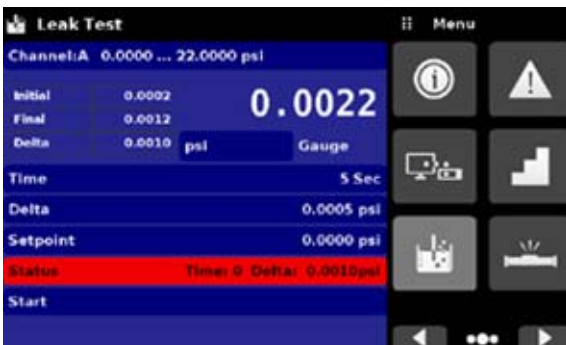 Leak Test
Menu
Channel:A 0.0000 ... 22.0000 psi
Initial 0.0002
0.0022
Final 0.0012
Delta 0.0010
psi
Gauge
Time 5 Sec
Delta 0.0005 psi
Setpoint 0.0000 psi
Status Time: 0 Delta: 0.0010psi
Start